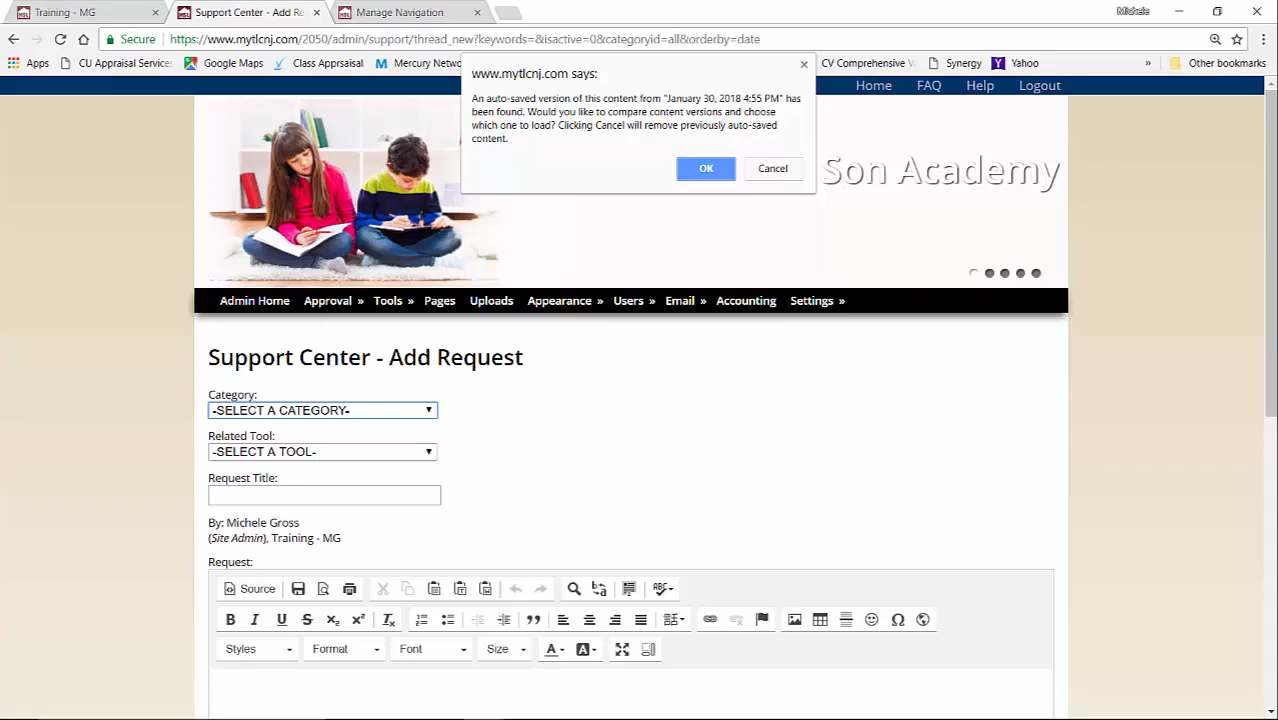 Training - MG
Support Center - Add Re
Manage Navigation
Michele
Secure https://www.mytlcnj.com/2050/admin/support/thread_new?keywords=&isactive=0&categoryid=all&orderby=date
Apps CU Appraisal Service Google Maps Class Apprsaisal Mercury Netwo CV Comprehensive V Synergy Yahoo » Other bookmarks
www.mytlcnj.com says:
An auto-saved version of this content from "January 30, 2018 4:55 PM" has
been found. Would you like to compare content versions and choose
which one to load? Clicking Cancel will remove previously auto-saved
content.
OK Cancel
Home FAQ Help Logout
Son Academy
Admin Home Approval » Tools » Pages Uploads Appearance » Users » Email » Accounting Settings »
Support Center - Add Request
Category:
-SELECT A CATEGORY-
Related Tool:
-SELECT A TOOL-
Request Title:
By: Michele Gross
(Site Admin), Training - MG
Request:
Source
Styles Format Font Size